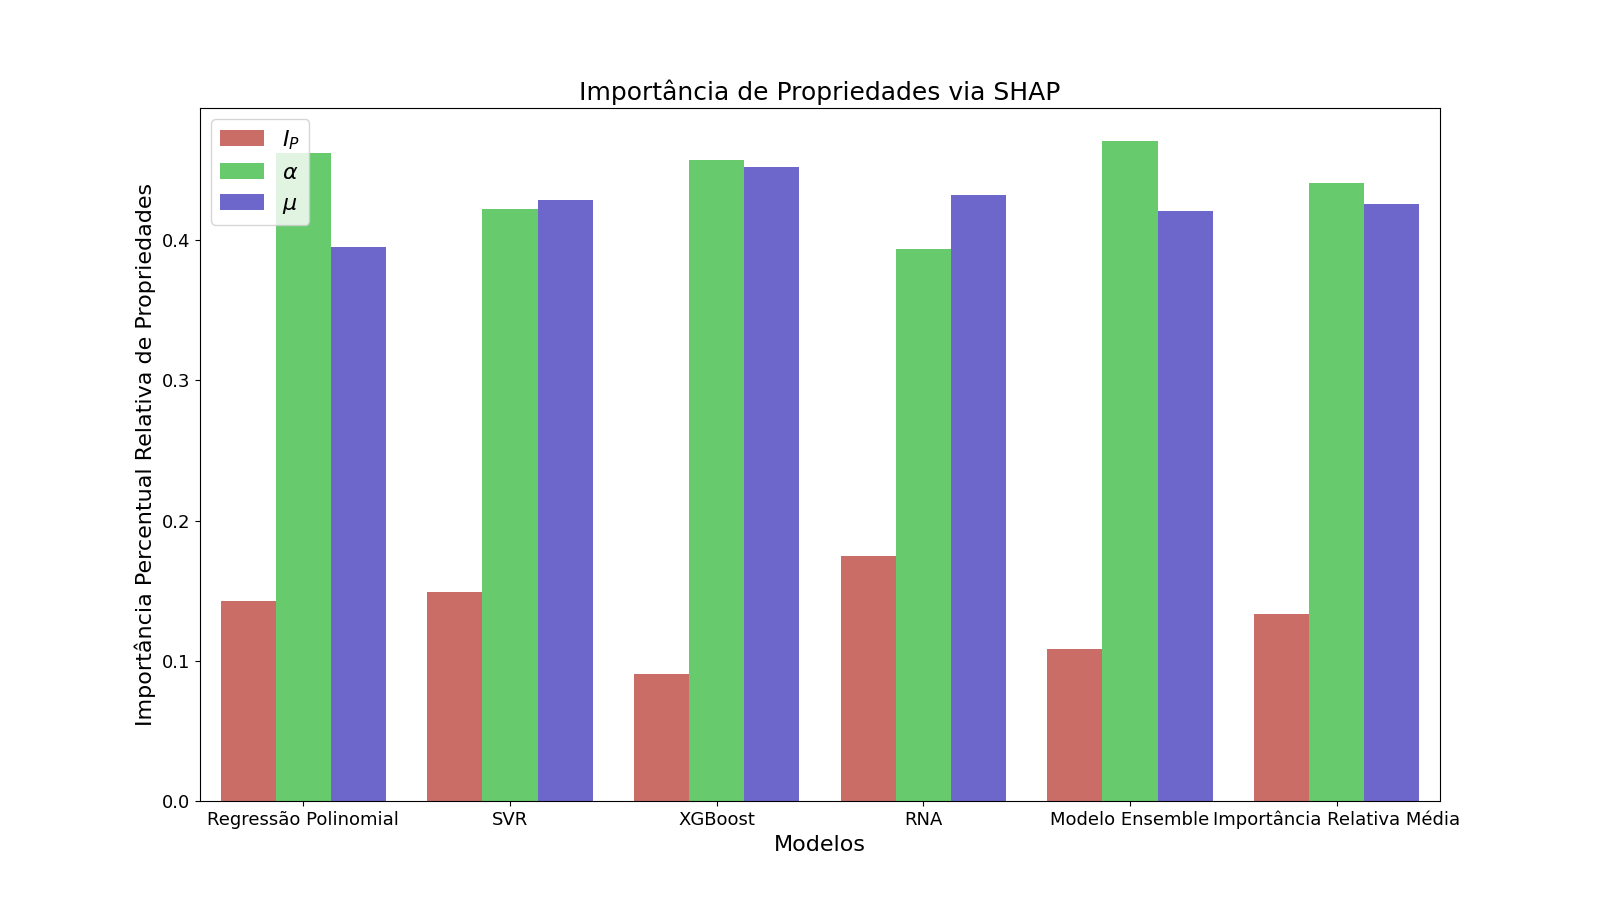 Importância de Propriedades via SHAP
I_P
α
μ
Importância Percentual Relativa de Propriedades
0.4
0.3
0.2
0.1
0.0
Regressão Polinomial SVR XGBoost RNA Modelo Ensemble Importância Relativa Média
Modelos